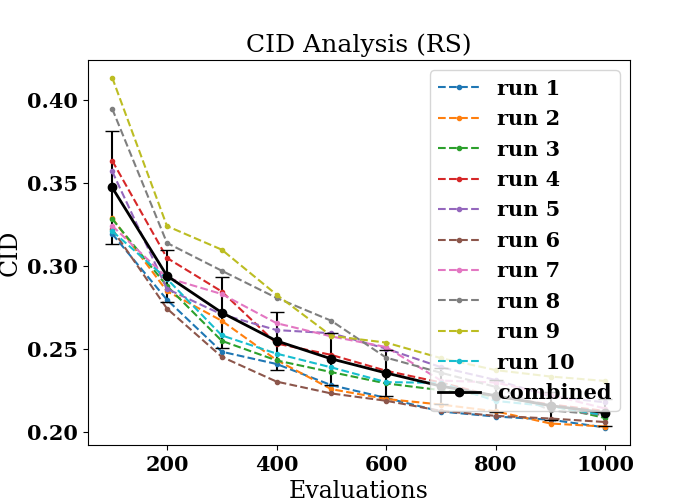 CID Analysis (RS)
0.40
0.35
0.30
0.25
0.20
CID
200
400
600
800
1000
Evaluations
run 1
run 2
run 3
run 4
run 5
run 6
run 7
run 8
run 9
run 10
combined